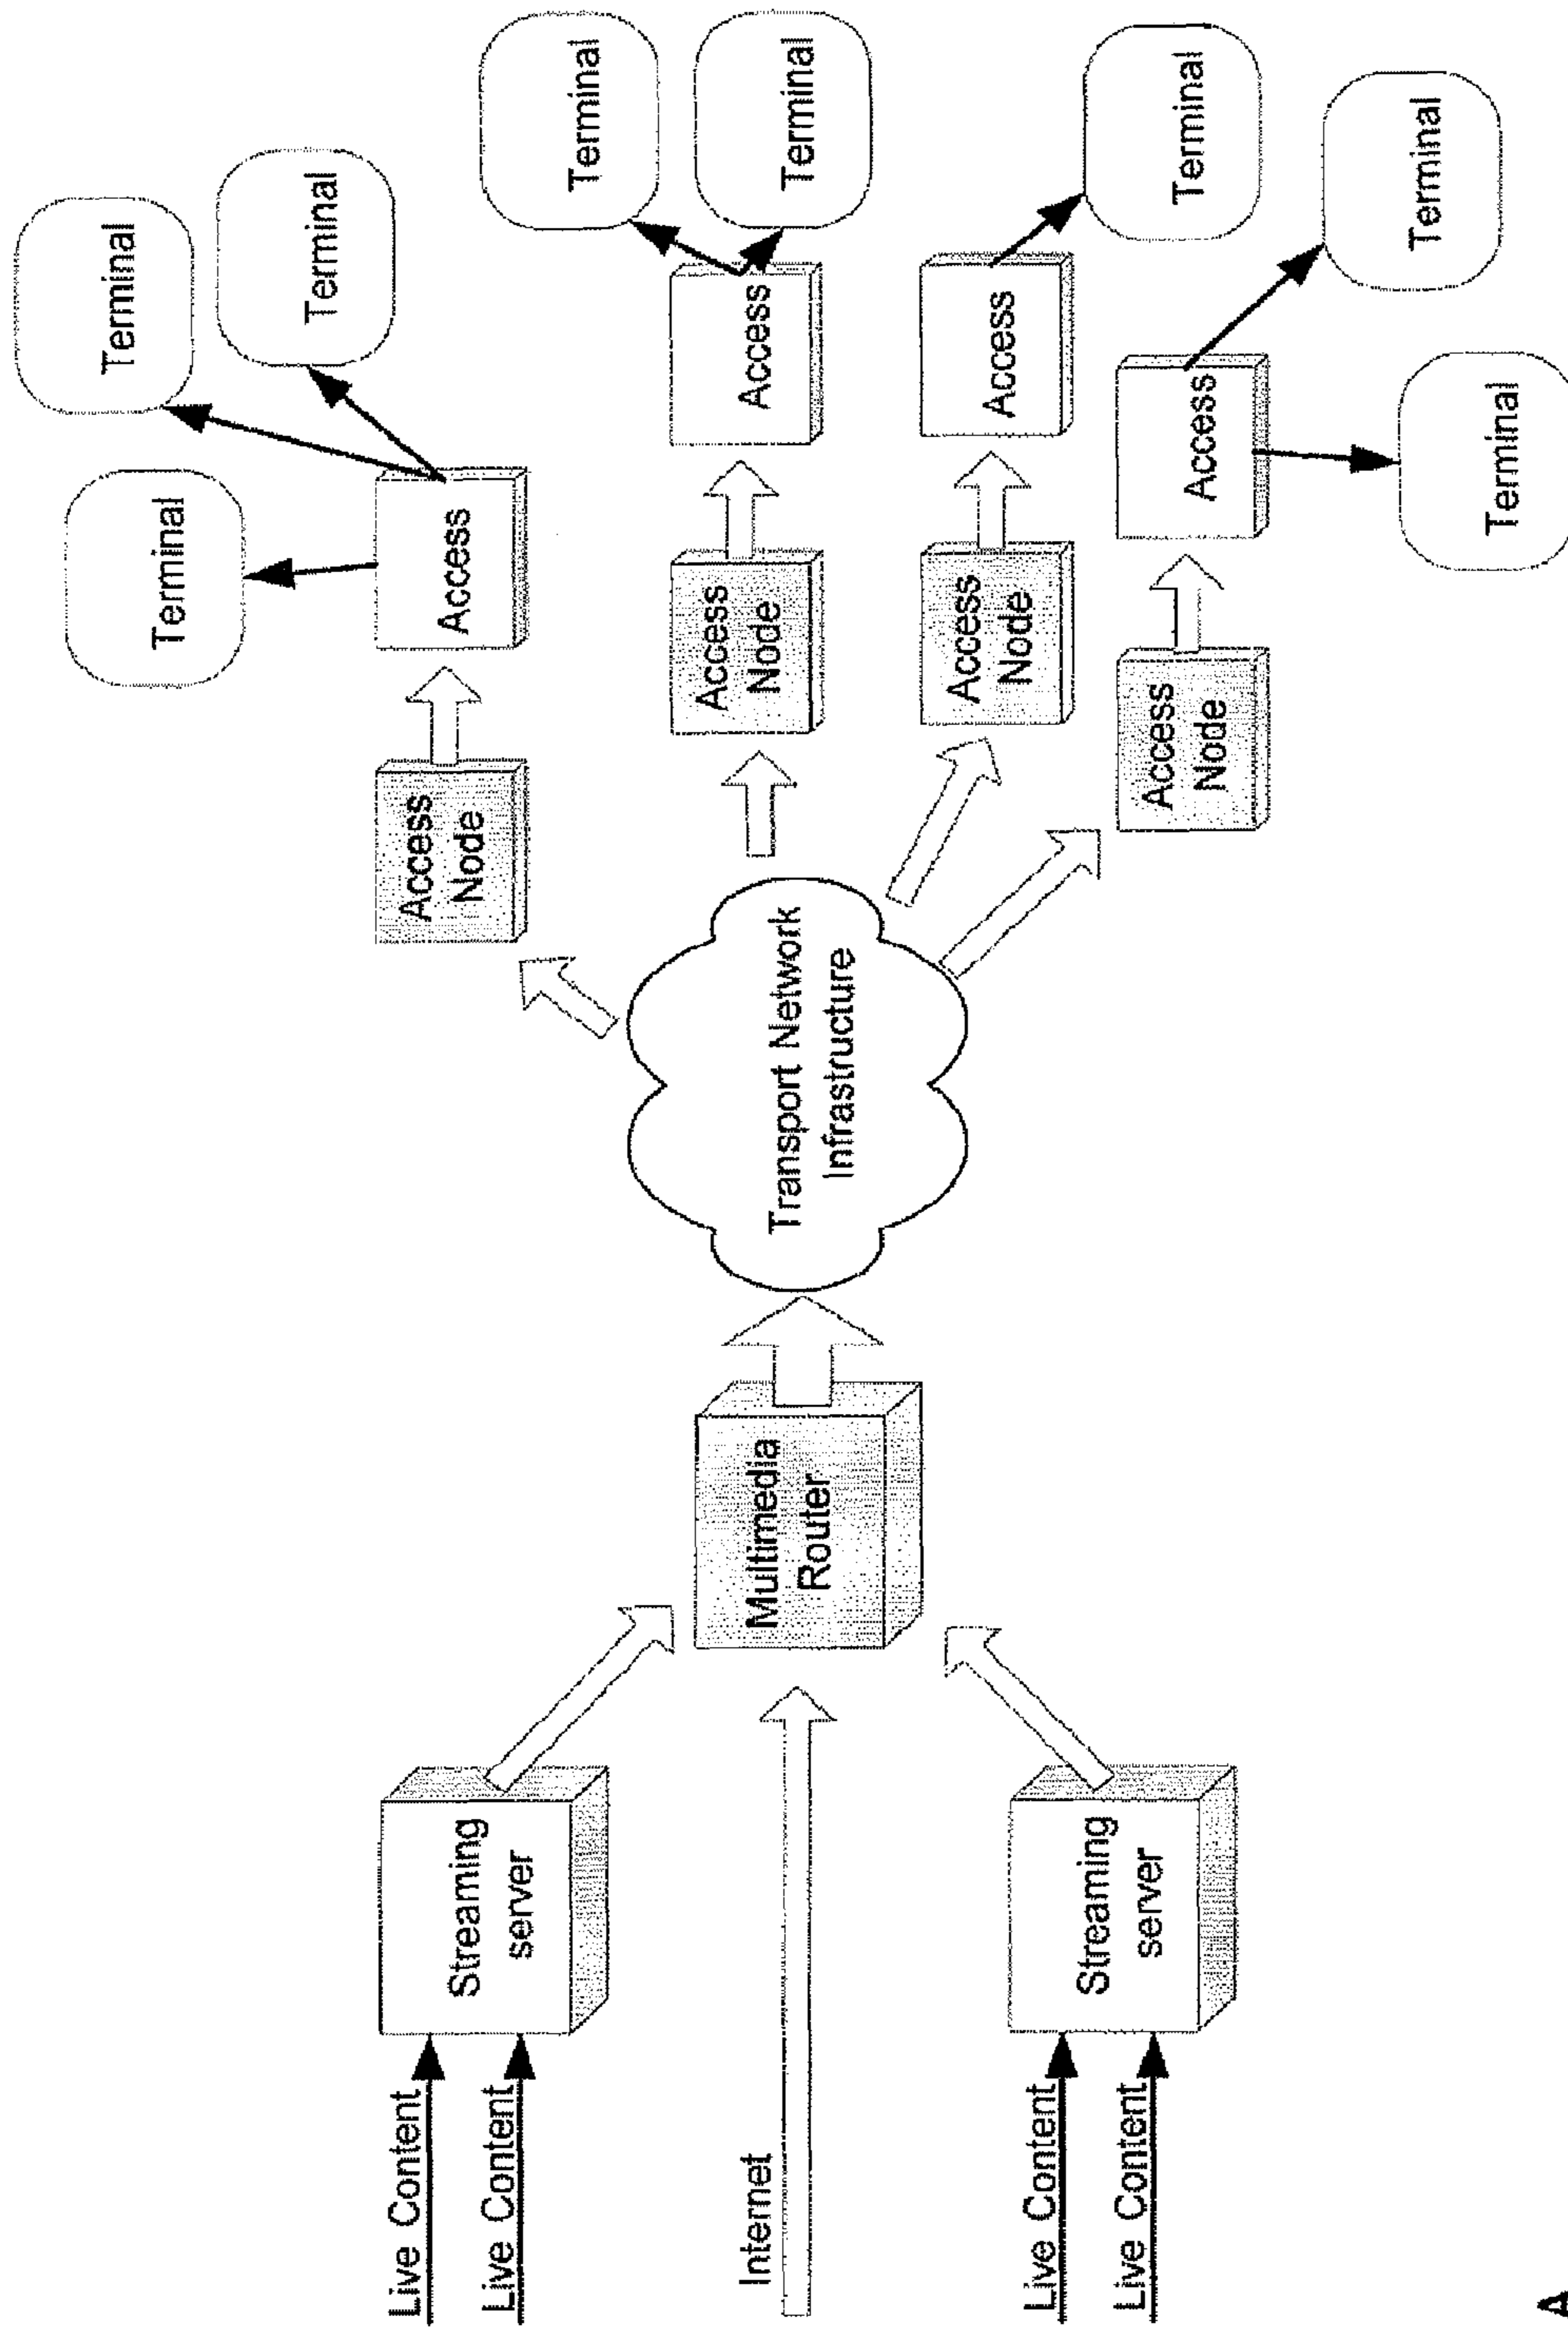 Live Content
Live Content
Streaming
server
Internet
Live Content
Live Content
Streaming
server
Multimedia
Router
Transport Network
Infrastructure
Access
Node
Access
Terminal
Terminal
Terminal
Access
Node
Access
Terminal
Terminal
Access
Node
Access
Terminal
Access
Node
Access
Terminal
Terminal